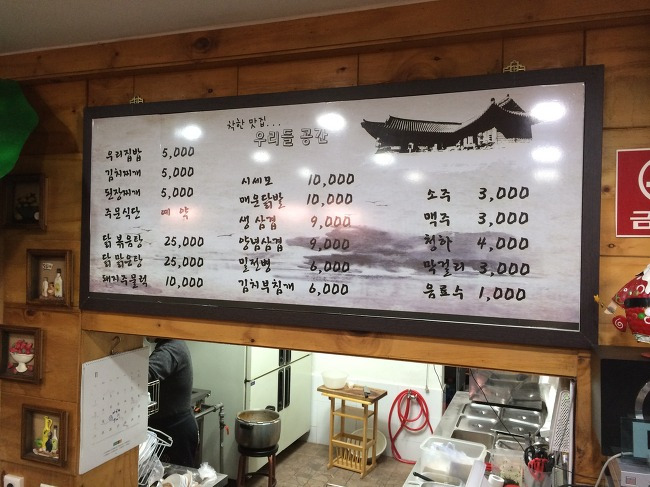 착한 맛집...
우리들 공간
우리집밥 5,000
김치찌개 5,000
된장찌개 5,000
주문식단 예약
닭 볶음탕 25,000
닭 맑음탕 25,000
돼지주물럭 10,000
시세모 10,000
매운닭발 10,000
생 삼겹 9,000
양념삼겹 9,000
밀전병 6,000
김치부침개 6,000
소주 3,000
맥주 3,000
청하 4,000
막걸리 3,000
음료수 1,000
금